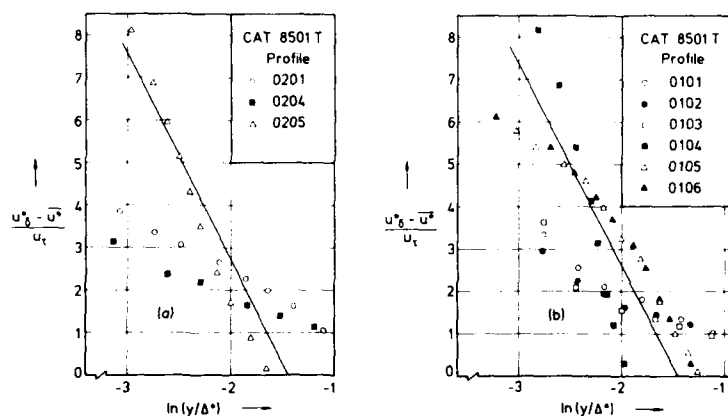 CAT 8501T
Profile
0201
0204
0205
8
7
6
5
4
3
2
1
0
u*δ - u̅*̅
uτ
(a)
-3
-2
-1
ln (y/Δ*)
CAT 8501T
Profile
0101
0102
0103
0104
0105
0106
8
7
6
5
4
3
2
1
0
u*δ - u̅*̅
uτ
(b)
-3
-2
-1
ln (y/Δ*)